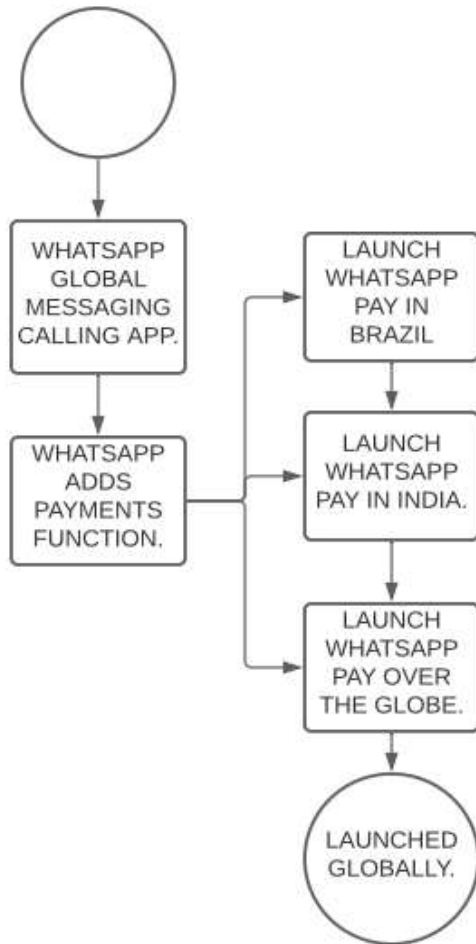 WHATSAPP
GLOBAL
MESSAGING
CALLING APP.
WHATSAPP
ADDS
PAYMENTS
FUNCTION.
LAUNCH
WHATSAPP
PAY IN
BRAZIL
LAUNCH
WHATSAPP
PAY IN INDIA.
LAUNCH
WHATSAPP
PAY OVER
THE GLOBE.
LAUNCHED
GLOBALLY.